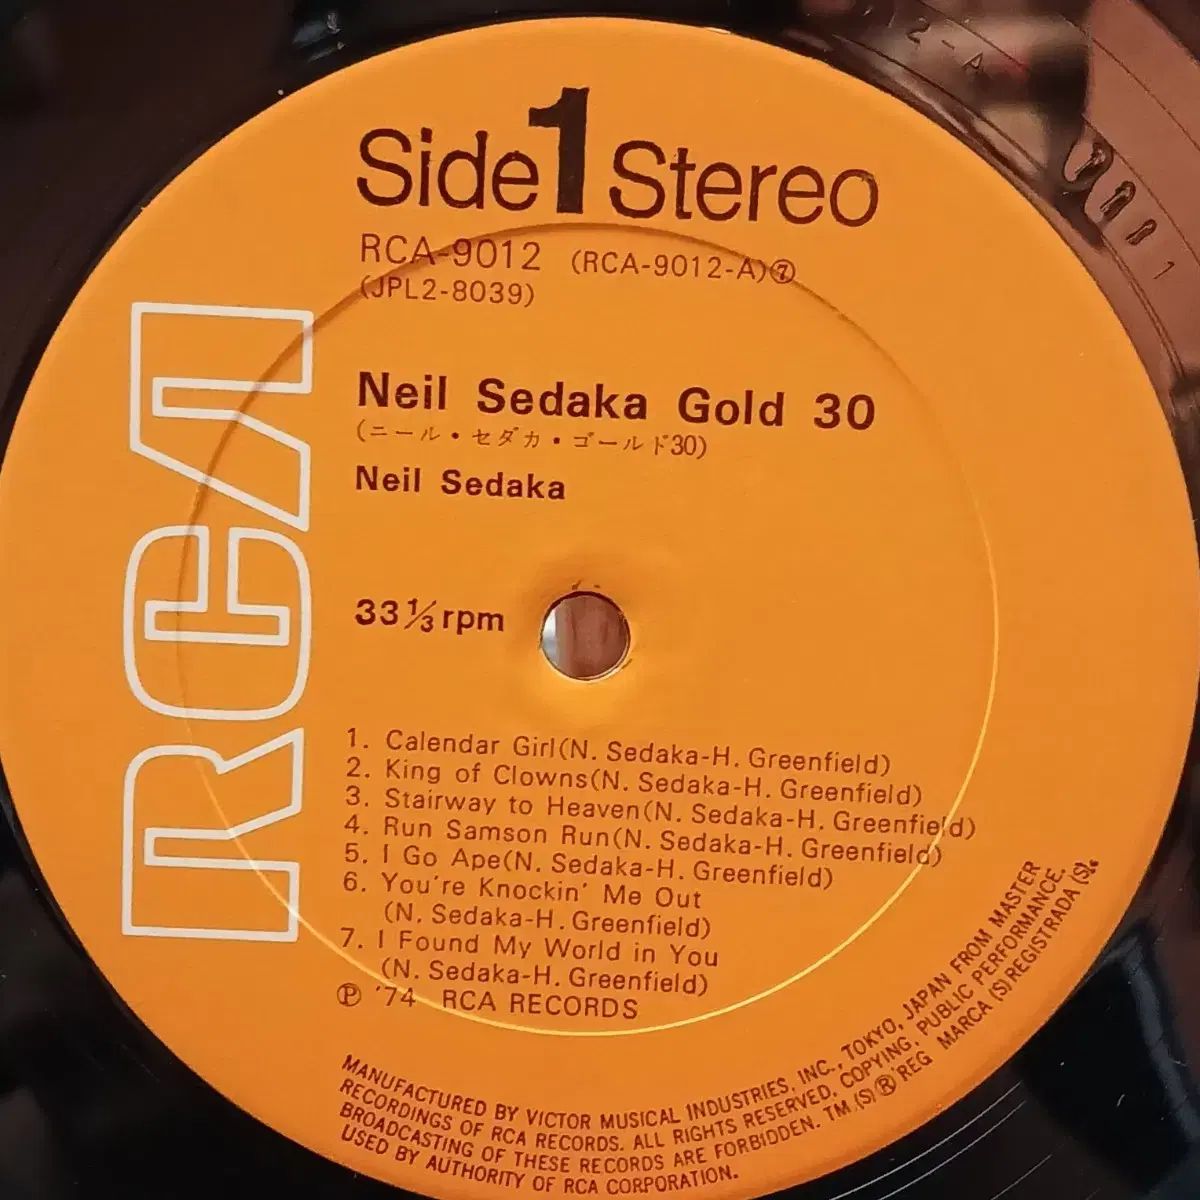 Side 1 Stereo
RCA-9012 (RCA-9012-A)⑦
(JPL2-8039)
Neil Sedaka Gold 30
(ニール・セダカ・ゴールド30)
Neil Sedaka
33⅓rpm
RCA
1. Calendar Girl(N. Sedaka-H. Greenfield)
2. King of Clowns(N. Sedaka-H. Greenfield)
3. Stairway to Heaven(N. Sedaka-H. Greenfield)
4. Run Samson Run(N. Sedaka-H. Greenfield)
5. I Go Ape(N. Sedaka-H. Greenfield)
6. You're Knockin' Me Out
(N. Sedaka-H. Greenfield)
7. I Found My World in You
(N. Sedaka-H. Greenfield)
℗ '74 RCA RECORDS
MANUFACTURED BY VICTOR MUSICAL INDUSTRIES, INC., TOKYO, JAPAN FROM MASTER
RECORDINGS OF RCA RECORDS. ALL RIGHTS RESERVED, COPYING, PUBLIC PERFORMANCE,
BROADCASTING OF THESE RECORDS ARE FORBIDDEN. TM (S) ® REG MARCA (S) REGISTRADA (S).
USED BY AUTHORITY OF RCA CORPORATION.